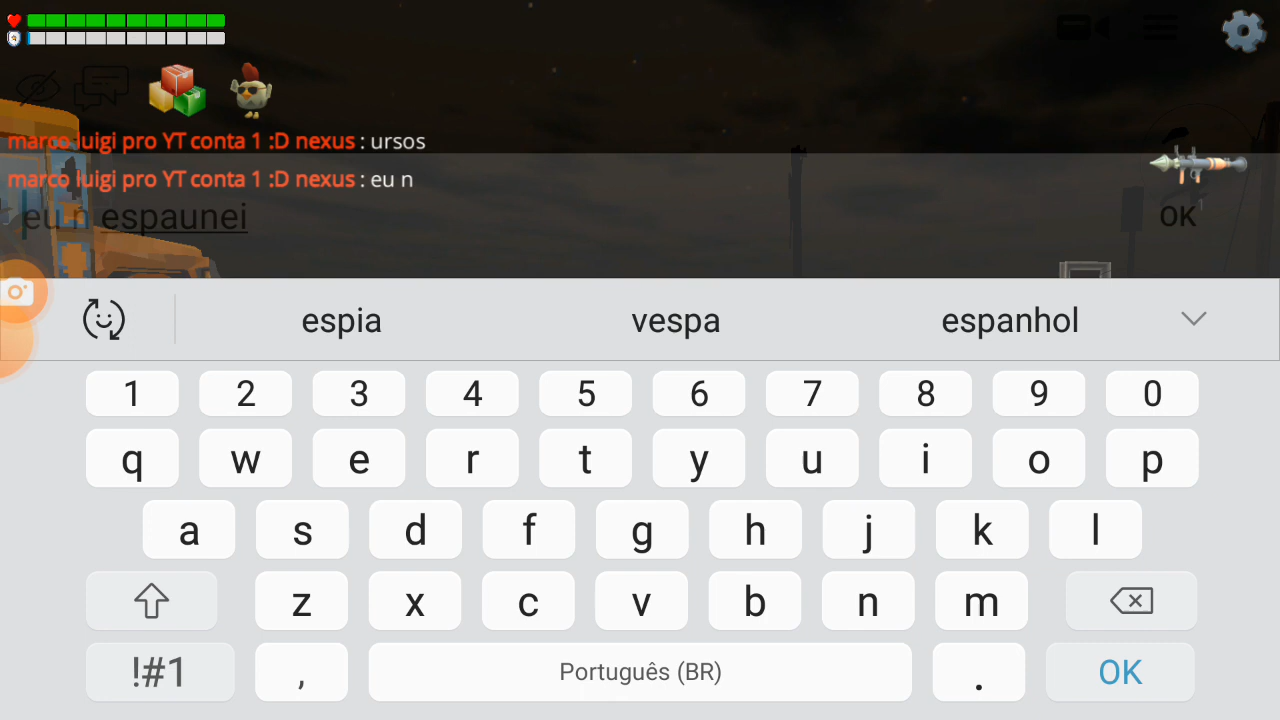 marco luigi pro YT conta 1 :D nexus : ursos
marco luigi pro YT conta 1 :D nexus : eu n
eu n espaunei
OK
espia vespa espanhol
1 2 3 4 5 6 7 8 9 0
q w e r t y u i o p
a s d f g h j k l
z x c v b n m
!#1 , Português (BR) . OK